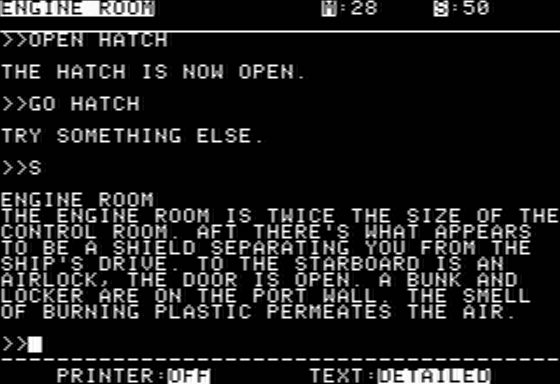 ENGINE ROOM M:28 S:50
>>OPEN HATCH
THE HATCH IS NOW OPEN.
>>GO HATCH
TRY SOMETHING ELSE.
>>S
ENGINE ROOM
THE ENGINE ROOM IS TWICE THE SIZE OF THE
CONTROL ROOM. AFT THERE'S WHAT APPEARS
TO BE A SHIELD SEPARATING YOU FROM THE
SHIP'S DRIVE. TO THE STARBOARD IS AN
AIRLOCK, THE DOOR IS OPEN. A BUNK AND
LOCKER ARE ON THE PORT WALL. THE SMELL
OF BURNING PLASTIC PERMEATES THE AIR.
>>
PRINTER:OFF TEXT:DETAILED